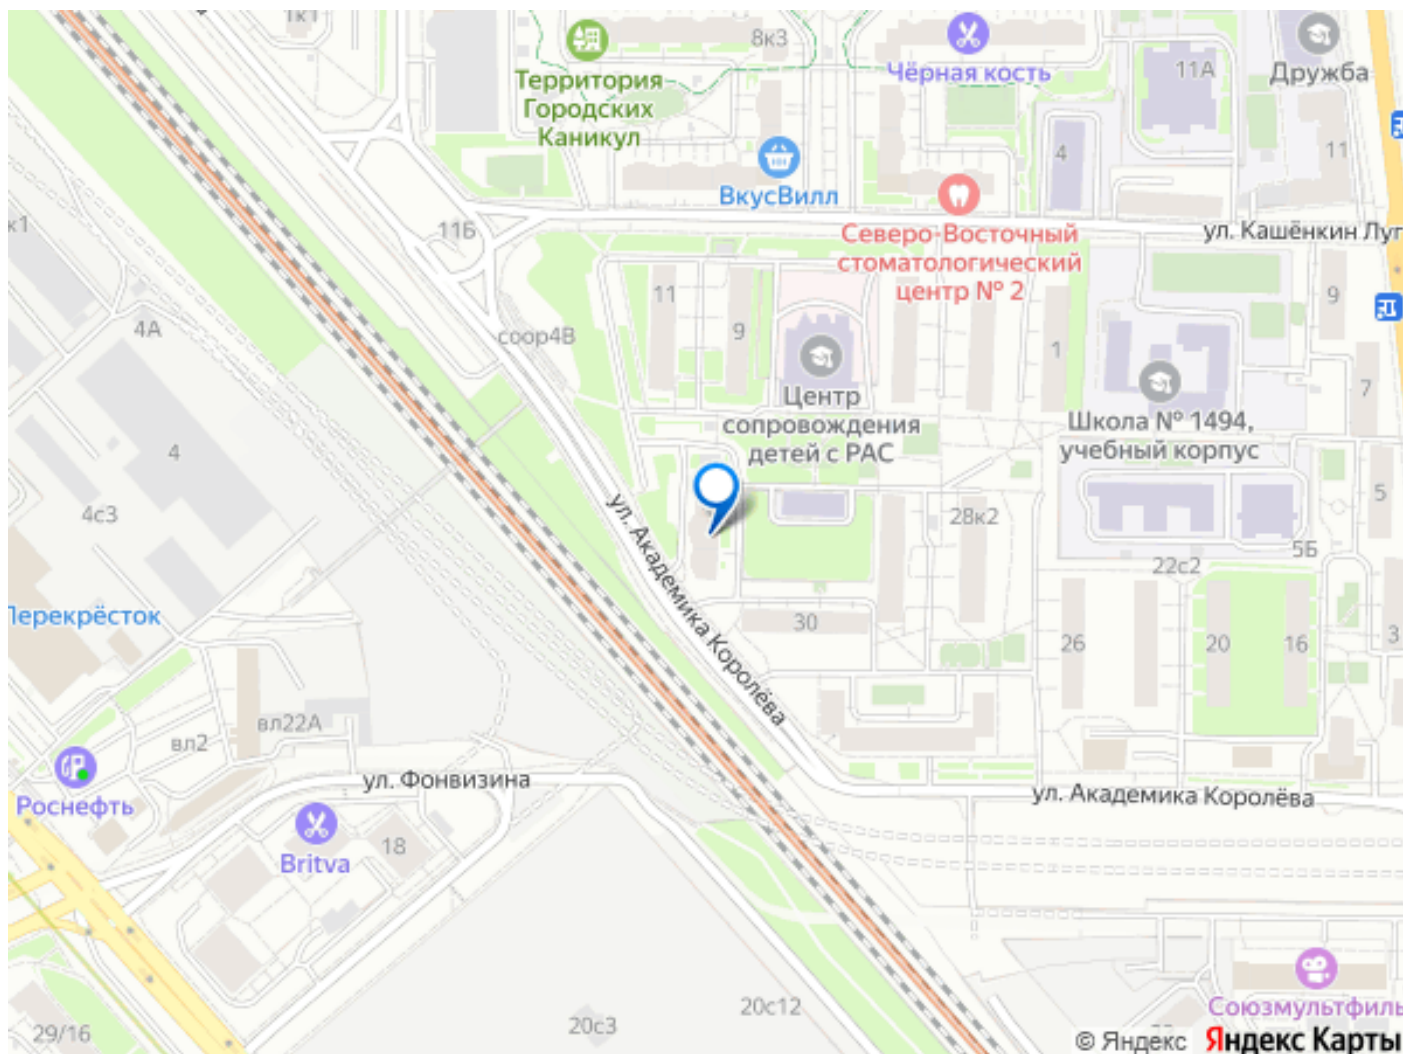 1к1
8к3
Территория
Городских
Каникул
Чёрная кость
11А
Дружба
11
4
ВкусВилл
Северо-Восточный
стоматологический
центр № 2
ул. Кашёнкин Луг
к1
11Б
4А
соор4В
11
9
1
9
7
Центр
сопровождения
детей с РАС
Школа № 1494,
учебный корпус
4
4с3
28к2
5
5Б
22с2
ул. Академика Королёва
Перекрёсток
30
26
20
16
3
вл22А
вл2
ул. Фонвизина
ул. Академика Королёва
Роснефть
Britva
18
Союзмультфиль
20с12
20с3
29/16
© Яндекс Яндекс Карты